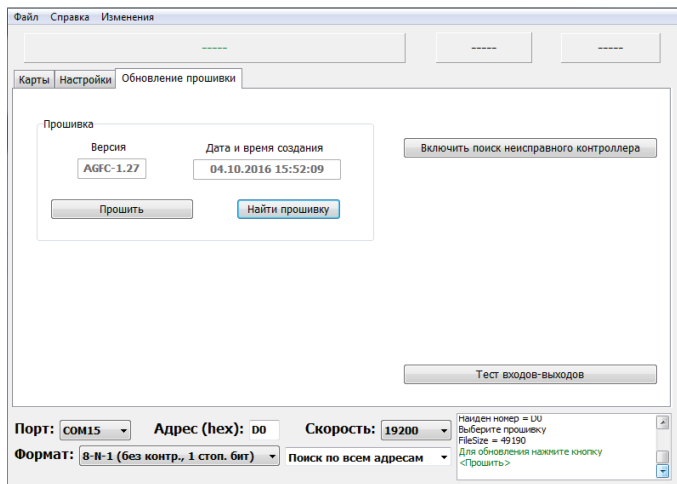 Файл Справка Изменения
----- ----- -----
Карты Настройки Обновление прошивки
Прошивка
Версия Дата и время создания
AGFC-1.27 04.10.2016 15:52:09
Прошить Найти прошивку
Включить поиск неисправного контроллера
Тест входов-выходов
Порт: COM15 Адрес (hex): D0 Скорость: 19200
Формат: 8-N-1 (без контр., 1 стоп. бит) Поиск по всем адресам
Найден номер = D0
Выберите прошивку
FileSize = 49190
Для обновления нажмите кнопку
<Прошить>